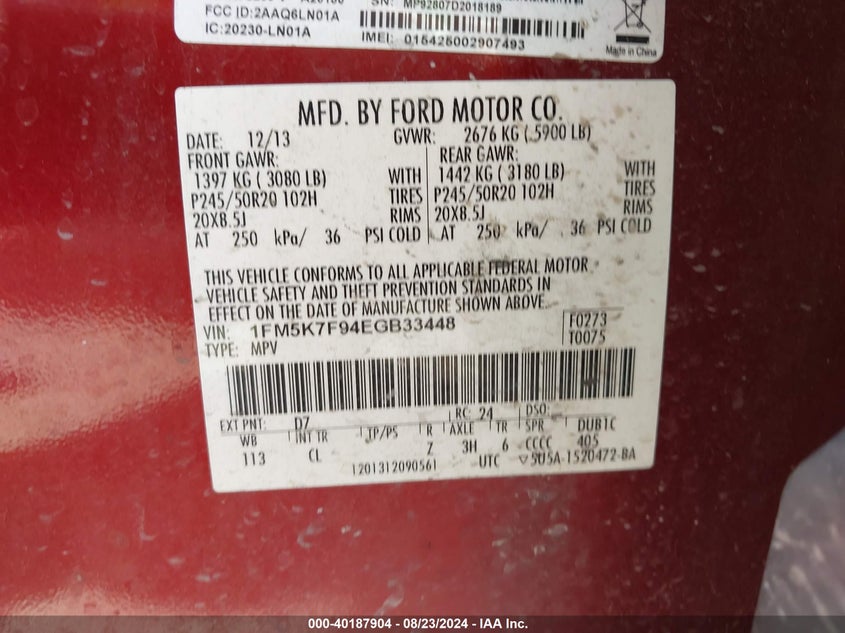 SN: MP92807D2018189
FCC ID:2AAQ6LN01A
IC:20230-LN01A
IMEI: 015425002907493
Made in China
MFD. BY FORD MOTOR CO.
DATE: 12/13 GVWR: 2676 KG ( 5900 LB)
FRONT GAWR: REAR GAWR:
1397 KG ( 3080 LB) WITH 1442 KG ( 3180 LB) WITH
P245/50R20 102H TIRES P245/50R20 102H TIRES
20X8.5J RIMS 20X8.5J RIMS
AT 250 kPa/ 36 PSI COLD AT 250 kPa/ 36 PSI COLD
THIS VEHICLE CONFORMS TO ALL APPLICABLE FEDERAL MOTOR
VEHICLE SAFETY AND THEFT PREVENTION STANDARDS IN
EFFECT ON THE DATE OF MANUFACTURE SHOWN ABOVE.
VIN: 1FM5K7F94EGB33448 F0273
TYPE: MPV T0075
EXT PNT: D7 RC: 24 DSO:
WB INT TR TP/PS R AXLE TR SPR DUB1C
113 CL Z 3H 6 CCCC 405
1201312090561 UTC ▽5U5A-1520472-BA
000-40187904 - 08/23/2024 - IAA Inc.